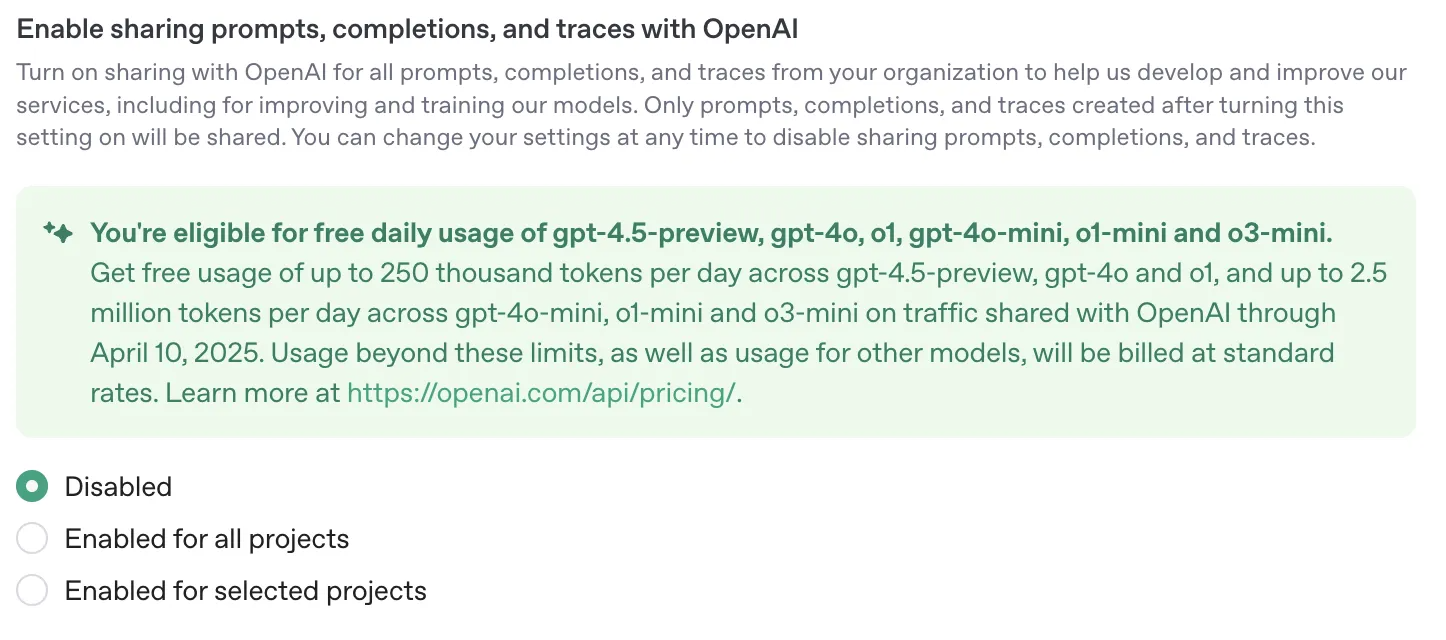 Enable sharing prompts, completions, and traces with OpenAI
Turn on sharing with OpenAI for all prompts, completions, and traces from your organization to help us develop and improve our
services, including for improving and training our models. Only prompts, completions, and traces created after turning this
setting on will be shared. You can change your settings at any time to disable sharing prompts, completions, and traces.
You're eligible for free daily usage of gpt-4.5-preview, gpt-4o, o1, gpt-4o-mini, o1-mini and o3-mini.
Get free usage of up to 250 thousand tokens per day across gpt-4.5-preview, gpt-4o and o1, and up to 2.5
million tokens per day across gpt-4o-mini, o1-mini and o3-mini on traffic shared with OpenAI through
April 10, 2025. Usage beyond these limits, as well as usage for other models, will be billed at standard
rates. Learn more at https://openai.com/api/pricing/.
Disabled
Enabled for all projects
Enabled for selected projects